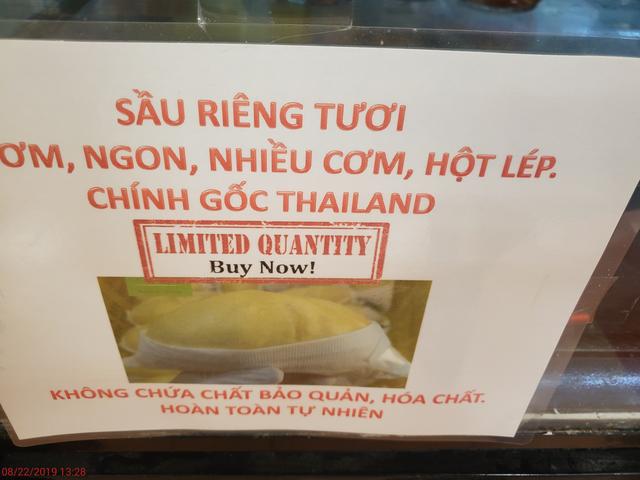 SẦU RIÊNG TƯƠI
NGON, NHIỀU CƠM, HỘT LÉP.
CHÍNH GỐC THAILAND
LIMITED QUANTITY
Buy Now!
KHÔNG CHỨA CHẤT BẢO QUẢN, HÓA CHẤT.
HOÀN TOÀN TỰ NHIÊN
08/22/2019 13:28